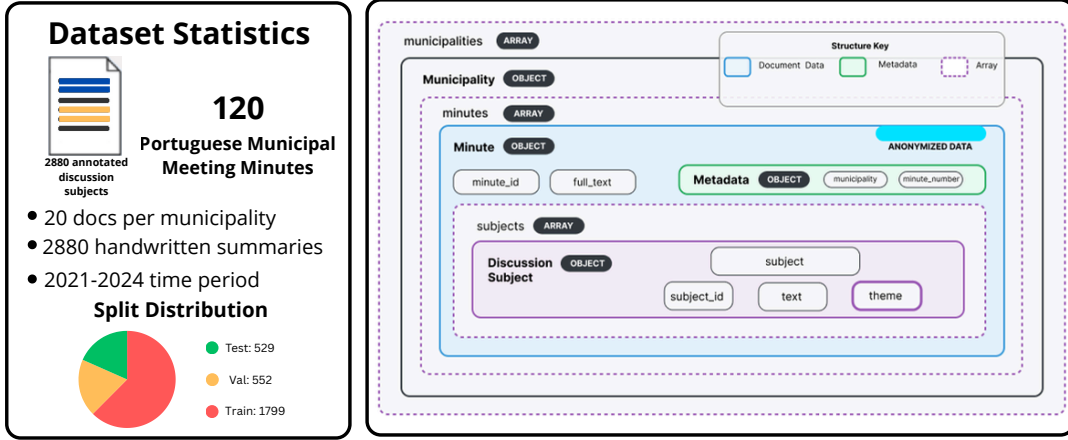 Dataset Statistics
120
Portuguese Municipal
Meeting Minutes
2880 annotated
discussion
subjects
• 20 docs per municipality
• 2880 handwritten summaries
• 2021-2024 time period
Split Distribution
Test: 529
Val: 552
Train: 1799
municipalities ARRAY
Structure Key
Document Data Metadata Array
Municipality OBJECT
minutes ARRAY
ANONYMIZED DATA
Minute OBJECT
minute_id full_text
Metadata OBJECT municipality minute_number
subjects ARRAY
Discussion
Subject
OBJECT
subject
subject_id text theme